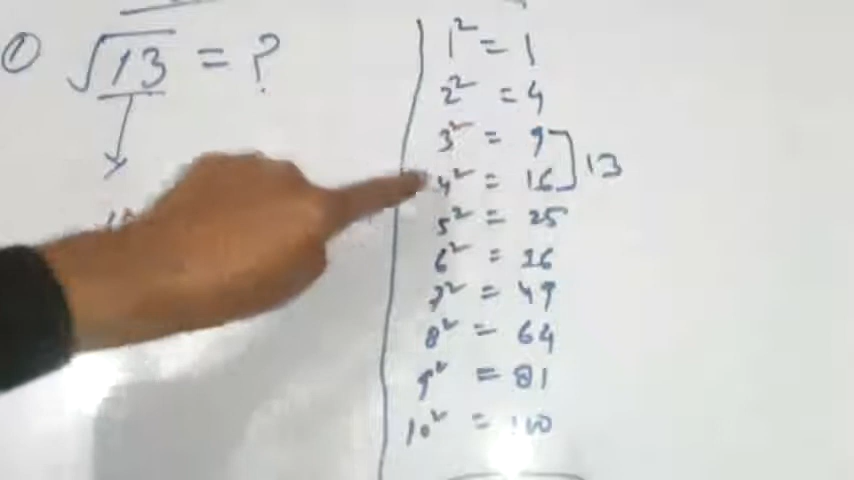 ① √13 = ?
1² = 1
2² = 4
3² = 9
4² = 16
] 13
5² = 25
6² = 36
7² = 49
8² = 64
9² = 81
10² = 100